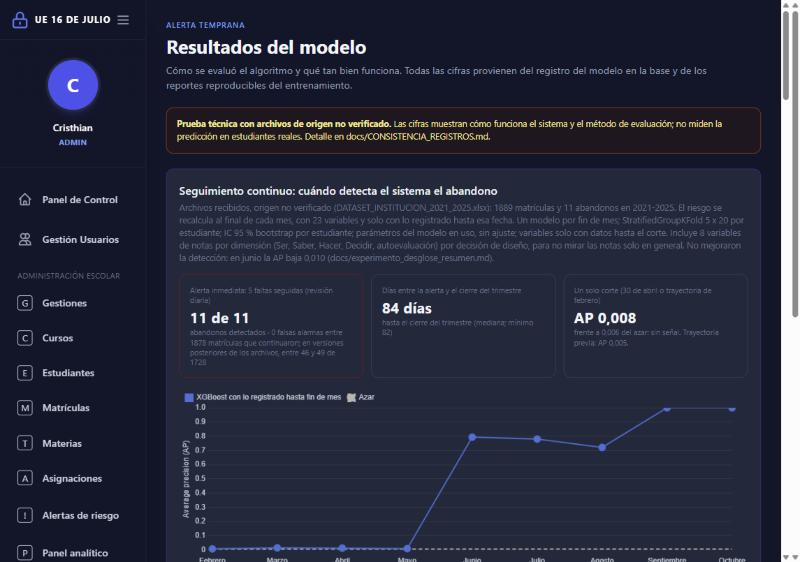 UE 16 DE JULIO
C
Cristhian
ADMIN
Panel de Control
Gestión Usuarios
ADMINISTRACIÓN ESCOLAR
G Gestiones
C Cursos
E Estudiantes
M Matrículas
T Materias
A Asignaciones
! Alertas de riesgo
P Panel analítico
ALERTA TEMPRANA
Resultados del modelo
Cómo se evaluó el algoritmo y qué tan bien funciona. Todas las cifras provienen del registro del modelo en la base y de los
reportes reproducibles del entrenamiento.
Prueba técnica con archivos de origen no verificado. Las cifras muestran cómo funciona el sistema y el método de evaluación; no miden la
predicción en estudiantes reales. Detalle en docs/CONSISTENCIA_REGISTROS.md.
Seguimiento continuo: cuándo detecta el sistema el abandono
Archivos recibidos, origen no verificado (DATASET_INSTITUCION_2021_2025.xlsx): 1889 matrículas y 11 abandonos en 2021-2025. El riesgo se
recalcula al final de cada mes, con 23 variables y solo con lo registrado hasta esa fecha. Un modelo por fin de mes; StratifiedGroupKFold 5 x 20 por
estudiante; IC 95 % bootstrap por estudiante; parámetros del modelo en uso, sin ajuste; variables solo con datos hasta el corte. Incluye 8 variables
de notas por dimensión (Ser, Saber, Hacer, Decidir, autoevaluación) por decisión de diseño, para no mirar las notas solo en general. No mejoraron
la detección: en junio la AP baja 0,010 (docs/experimento_desglose_resumen.md).
Alerta inmediata: 5 faltas seguidas (revisión
diaria)
11 de 11
abandonos detectados · 0 falsas alarmas entre
1878 matrículas que continuaron; en versiones
posteriores de los archivos, entre 46 y 49 de
1728
Días entre la alerta y el cierre del trimestre
84 días
hasta el cierre del trimestre (mediana; mínimo
82)
Un solo corte (30 de abril o trayectoria de
febrero)
AP 0,008
frente a 0,006 del azar: sin señal. Trayectoria
previa: AP 0,005.
XGBoost con lo registrado hasta fin de mes Azar
Average precision (AP)
1.0
0.9
0.8
0.7
0.6
0.5
0.4
0.3
0.2
0.1
0
Febrero Marzo Abril Mayo Junio Julio Agosto Septiembre Octubre